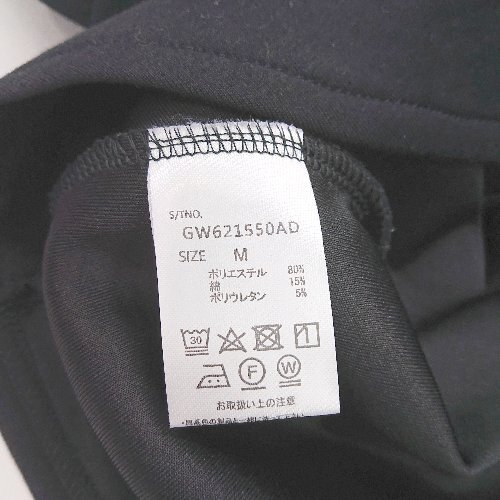 S/TNO.
GW621550AD
SIZE M
ポリエステル 80%
綿 15%
ポリウレタン 5%
30
F W
お取扱い上の注意